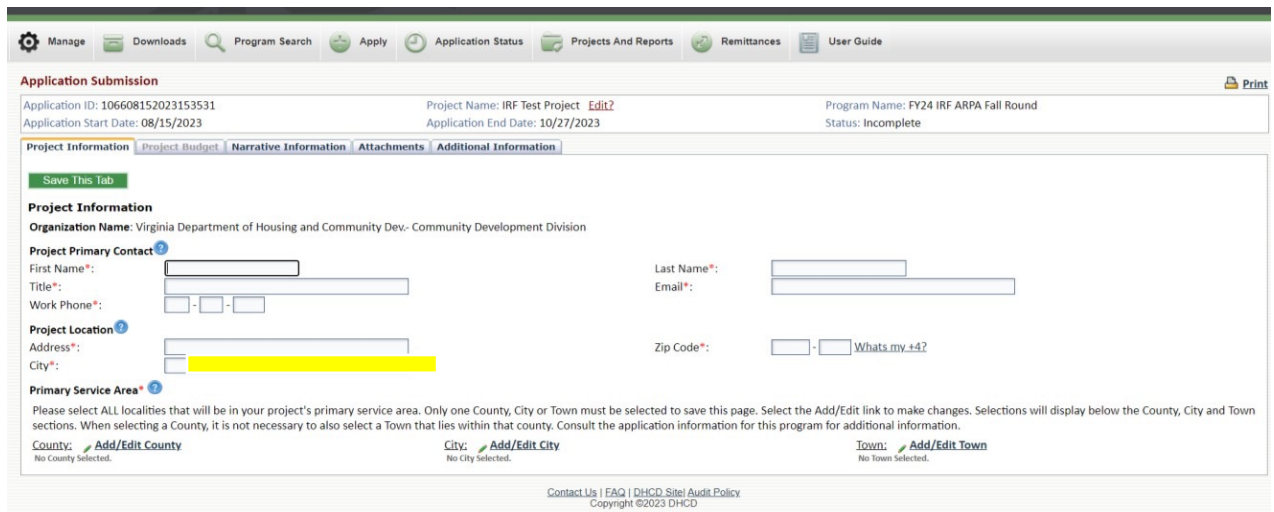 Manage Downloads Program Search Apply Application Status Projects And Reports Remittances User Guide
Application Submission Print
Application ID: 106608152023153531 Project Name: IRF Test Project Edit? Program Name: FY24 IRF ARPA Fall Round
Application Start Date: 08/15/2023 Application End Date: 10/27/2023 Status: Incomplete
Project Information Project Budget Narrative Information Attachments Additional Information
Save This Tab
Project Information
Organization Name: Virginia Department of Housing and Community Dev.- Community Development Division
Project Primary Contact ?
First Name*: Last Name*:
Title*: Email*:
Work Phone*: - -
Project Location ?
Address*: Zip Code*: - Whats my +4?
City*:
Primary Service Area* ?
Please select ALL localities that will be in your project's primary service area. Only one County, City or Town must be selected to save this page. Select the Add/Edit link to make changes. Selections will display below the County, City and Town
sections. When selecting a County, it is not necessary to also select a Town that lies within that county. Consult the application information for this program for additional information.
County: Add/Edit County City: Add/Edit City Town: Add/Edit Town
No County Selected. No City Selected. No Town Selected.
Contact Us | FAQ | DHCD Site| Audit Policy
Copyright ©2023 DHCD